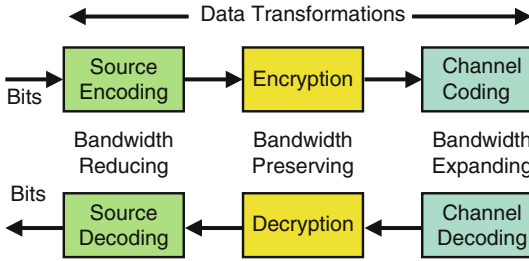 Data Transformations
Bits
Source
Encoding
Encryption
Channel
Coding
Bandwidth
Reducing
Bandwidth
Preserving
Bandwidth
Expanding
Bits
Source
Decoding
Decryption
Channel
Decoding